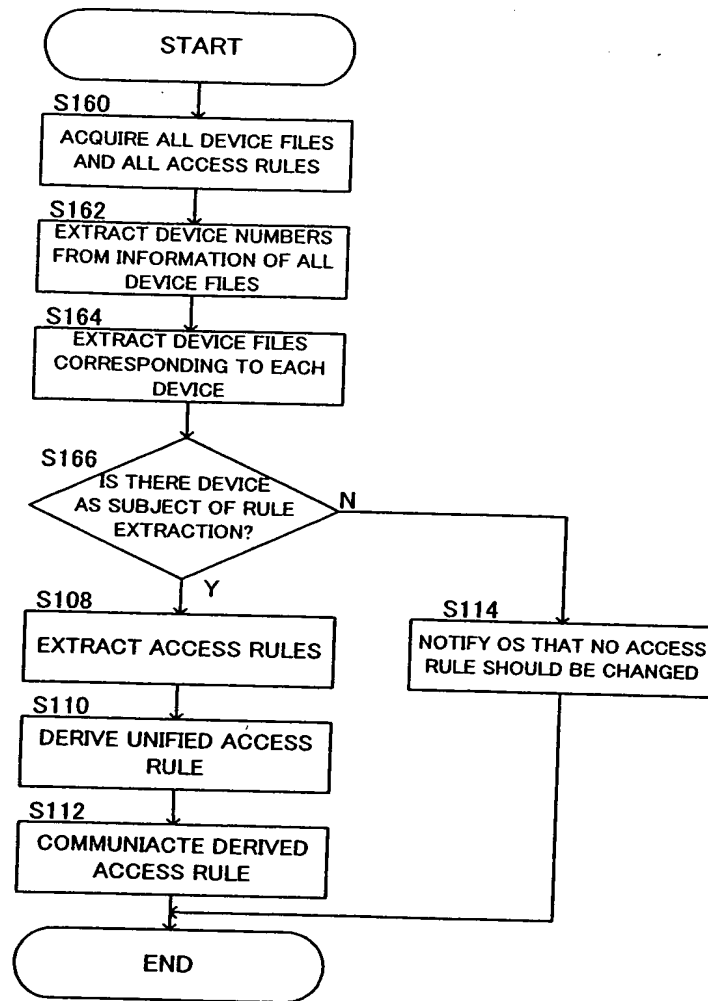 START
S160
ACQUIRE ALL DEVICE FILES
AND ALL ACCESS RULES
S162
EXTRACT DEVICE NUMBERS
FROM INFORMATION OF ALL
DEVICE FILES
S164
EXTRACT DEVICE FILES
CORRESPONDING TO EACH
DEVICE
S166
IS THERE DEVICE
AS SUBJECT OF RULE
EXTRACTION?
N
Y
S108
EXTRACT ACCESS RULES
S114
NOTIFY OS THAT NO ACCESS
RULE SHOULD BE CHANGED
S110
DERIVE UNIFIED ACCESS
RULE
S112
COMMUNIACTE DERIVED
ACCESS RULE
END